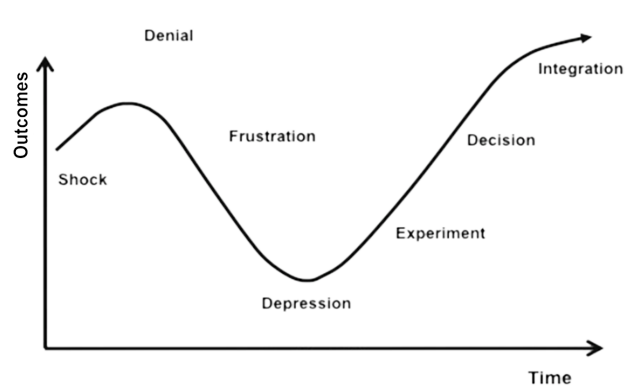 Denial
Outcomes
Integration
Frustration
Decision
Shock
Experiment
Depression
Time